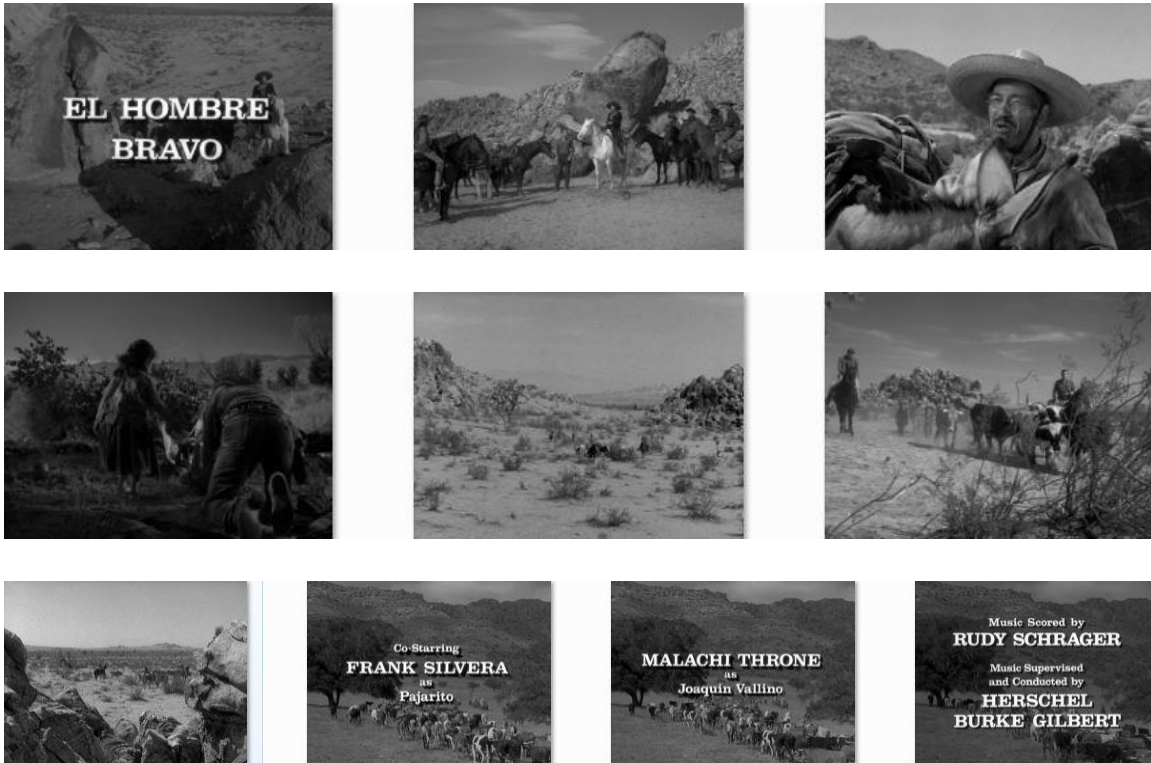 EL HOMBRE
BRAVO
Co-Starring
FRANK SILVERA
as
Pajarito
MALACHI THRONE
as
Joaquin Vallino
Music Scored by
RUDY SCHRAGER
Music Supervised
and Conducted by
HERSCHEL
BURKE GILBERT